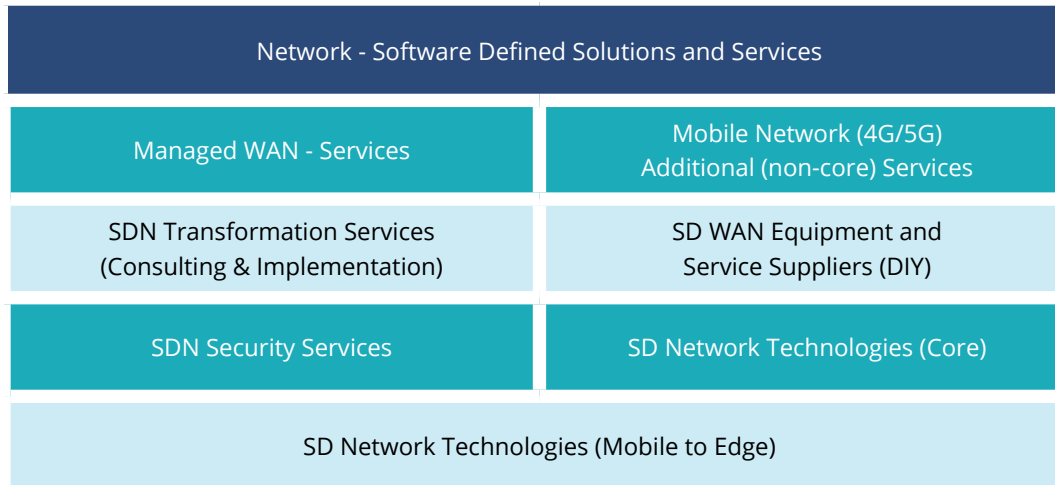 Network - Software Defined Solutions and Services
Managed WAN - Services
Mobile Network (4G/5G)
Additional (non-core) Services
SDN Transformation Services
(Consulting & Implementation)
SD WAN Equipment and
Service Suppliers (DIY)
SDN Security Services
SD Network Technologies (Core)
SD Network Technologies (Mobile to Edge)